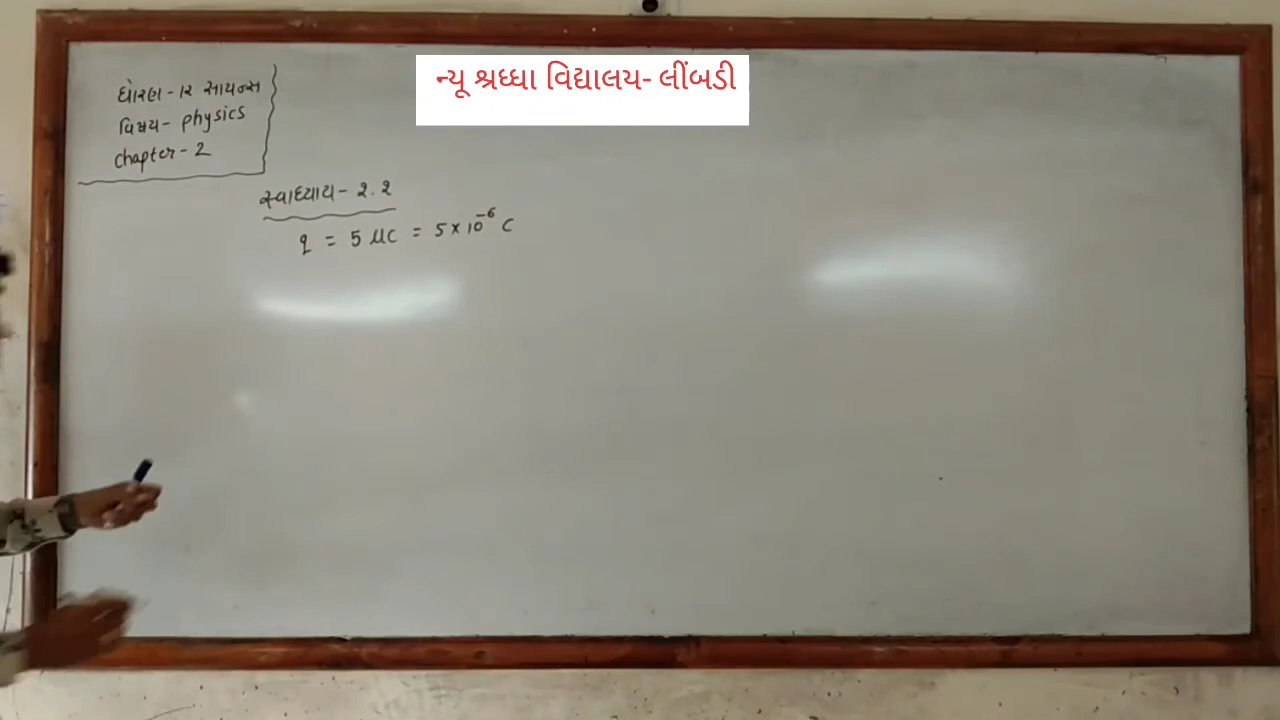 ન્યૂ શ્રધ્ધા વિદ્યાલય- લીંબડી
ધોરણ - ૧૨ સાયન્સ
વિષય - physics
chapter - 2
સ્વાધ્યાય - ૨.૨
q = 5 μC = 5 × 10⁻⁶ C